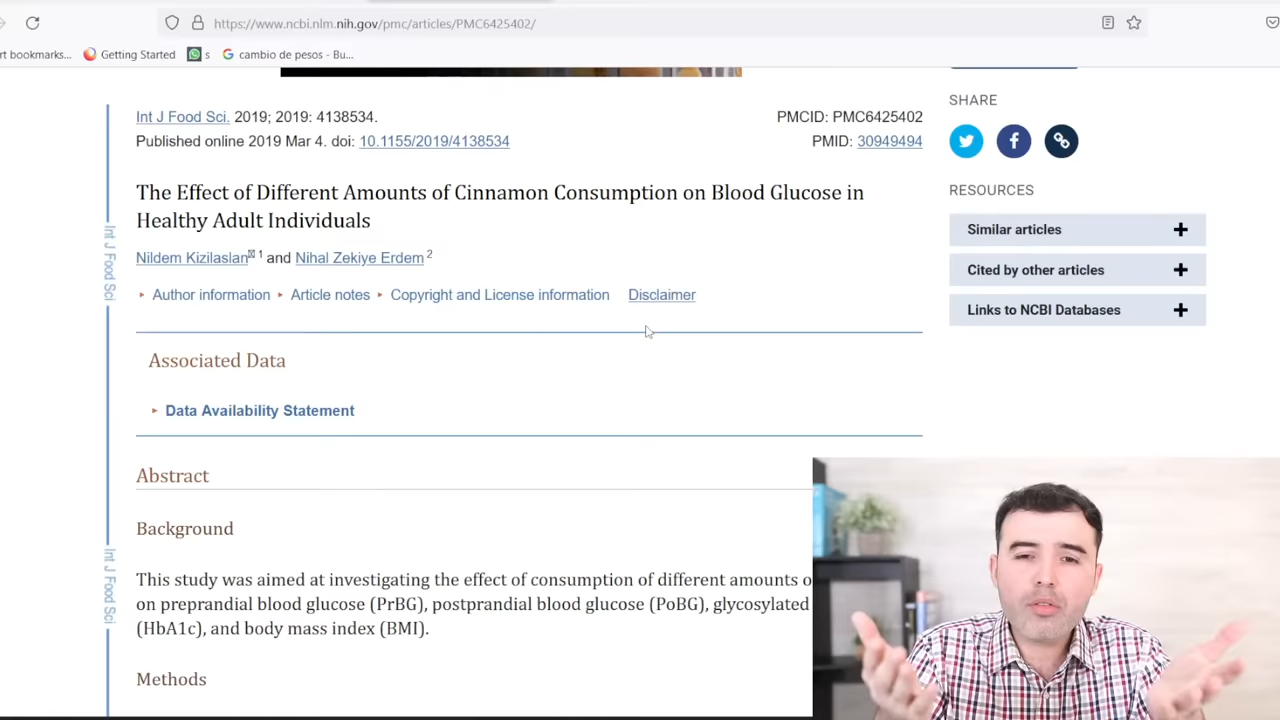 https://www.ncbi.nlm.nih.gov/pmc/articles/PMC6425402/
rt bookmarks... Getting Started s cambio de pesos - Bu...
Int J Food Sci. 2019; 2019: 4138534.
PMCID: PMC6425402
Published online 2019 Mar 4. doi: 10.1155/2019/4138534
PMID: 30949494
The Effect of Different Amounts of Cinnamon Consumption on Blood Glucose in
Healthy Adult Individuals
Nildem Kizilaslan 1 and Nihal Zekiye Erdem 2
Author information Article notes Copyright and License information Disclaimer
Associated Data
Data Availability Statement
Abstract
Background
This study was aimed at investigating the effect of consumption of different amounts o
on preprandial blood glucose (PrBG), postprandial blood glucose (PoBG), glycosylated
(HbA1c), and body mass index (BMI).
Methods
Int J Food Sci
Int J Food Sci
SHARE
RESOURCES
Similar articles
Cited by other articles
Links to NCBI Databases